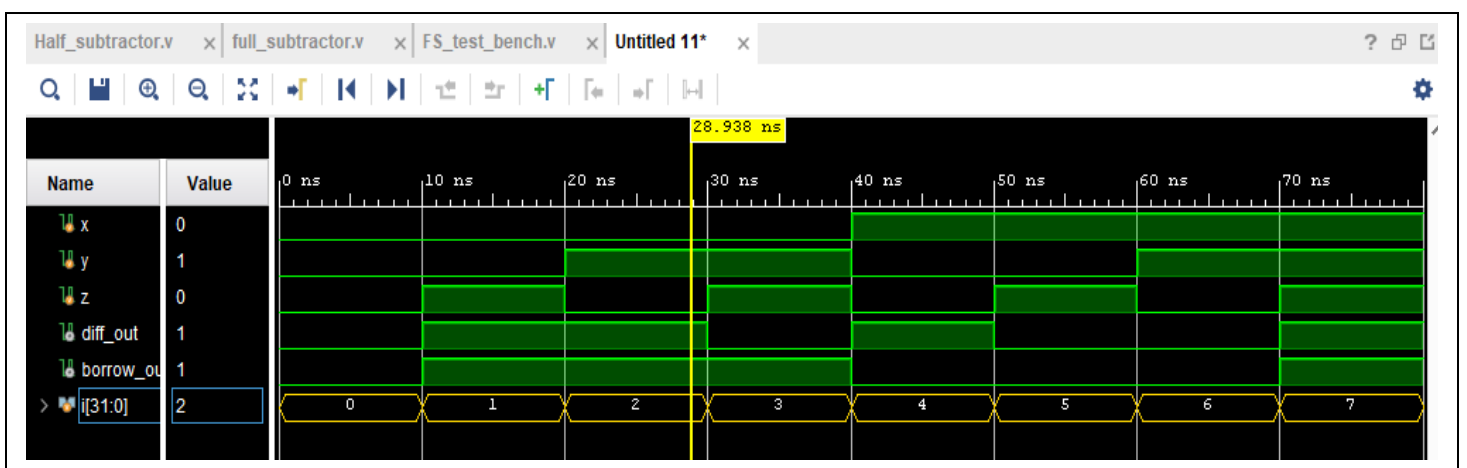 Half_subtractor.v × full_subtractor.v × FS_test_bench.v × Untitled 11* × ?
28.938 ns
Name Value 0 ns 10 ns 20 ns 30 ns 40 ns 50 ns 60 ns 70 ns
x 0
y 1
z 0
diff_out 1
borrow_ou 1
> i[31:0] 2 0 1 2 3 4 5 6 7